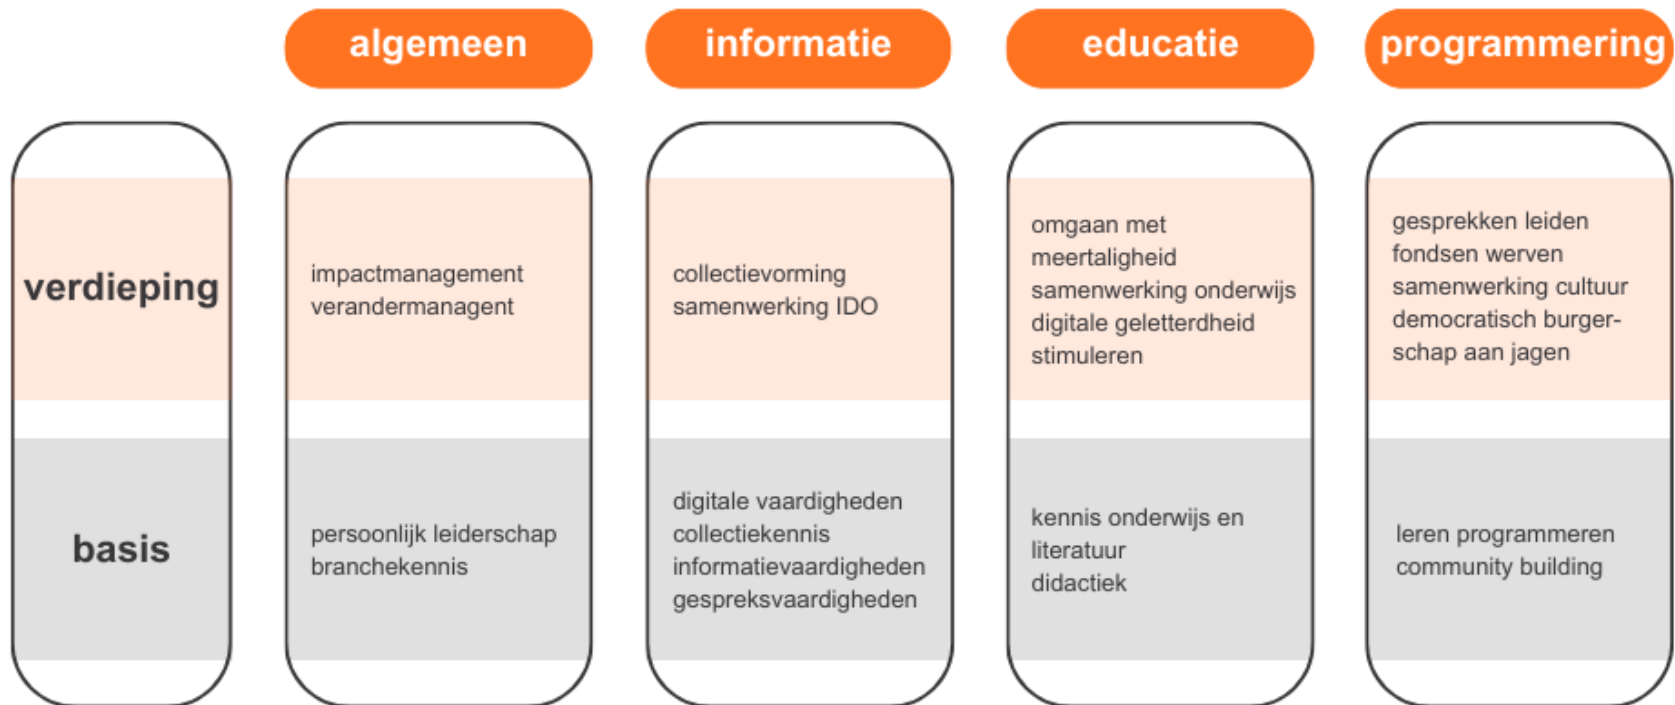 algemeen
informatie
educatie
programmering
verdieping
impactmanagement
verandermanagent
collectievorming
samenwerking IDO
omgaan met
meertaligheid
samenwerking onderwijs
digitale geletterdheid
stimuleren
gesprekken leiden
fondsen werven
samenwerking cultuur
democratisch burger-
schap aan jagen
basis
persoonlijk leiderschap
branchekennis
digitale vaardigheden
collectiekennis
informatievaardigheden
gespreksvaardigheden
kennis onderwijs en
literatuur
didactiek
leren programmeren
community building